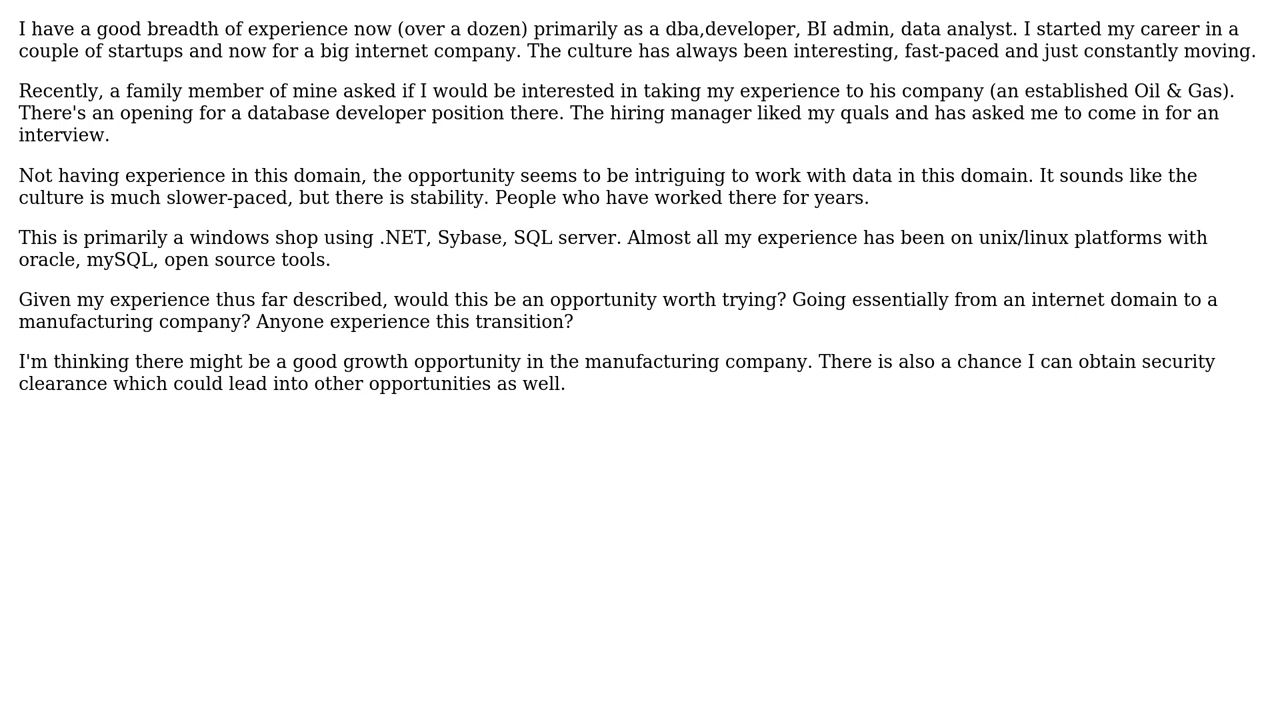 I have a good breadth of experience now (over a dozen) primarily as a dba,developer, BI admin, data analyst. I started my career in a
couple of startups and now for a big internet company. The culture has always been interesting, fast-paced and just constantly moving.
Recently, a family member of mine asked if I would be interested in taking my experience to his company (an established Oil & Gas).
There's an opening for a database developer position there. The hiring manager liked my quals and has asked me to come in for an
interview.
Not having experience in this domain, the opportunity seems to be intriguing to work with data in this domain. It sounds like the
culture is much slower-paced, but there is stability. People who have worked there for years.
This is primarily a windows shop using .NET, Sybase, SQL server. Almost all my experience has been on unix/linux platforms with
oracle, mySQL, open source tools.
Given my experience thus far described, would this be an opportunity worth trying? Going essentially from an internet domain to a
manufacturing company? Anyone experience this transition?
I'm thinking there might be a good growth opportunity in the manufacturing company. There is also a chance I can obtain security
clearance which could lead into other opportunities as well.